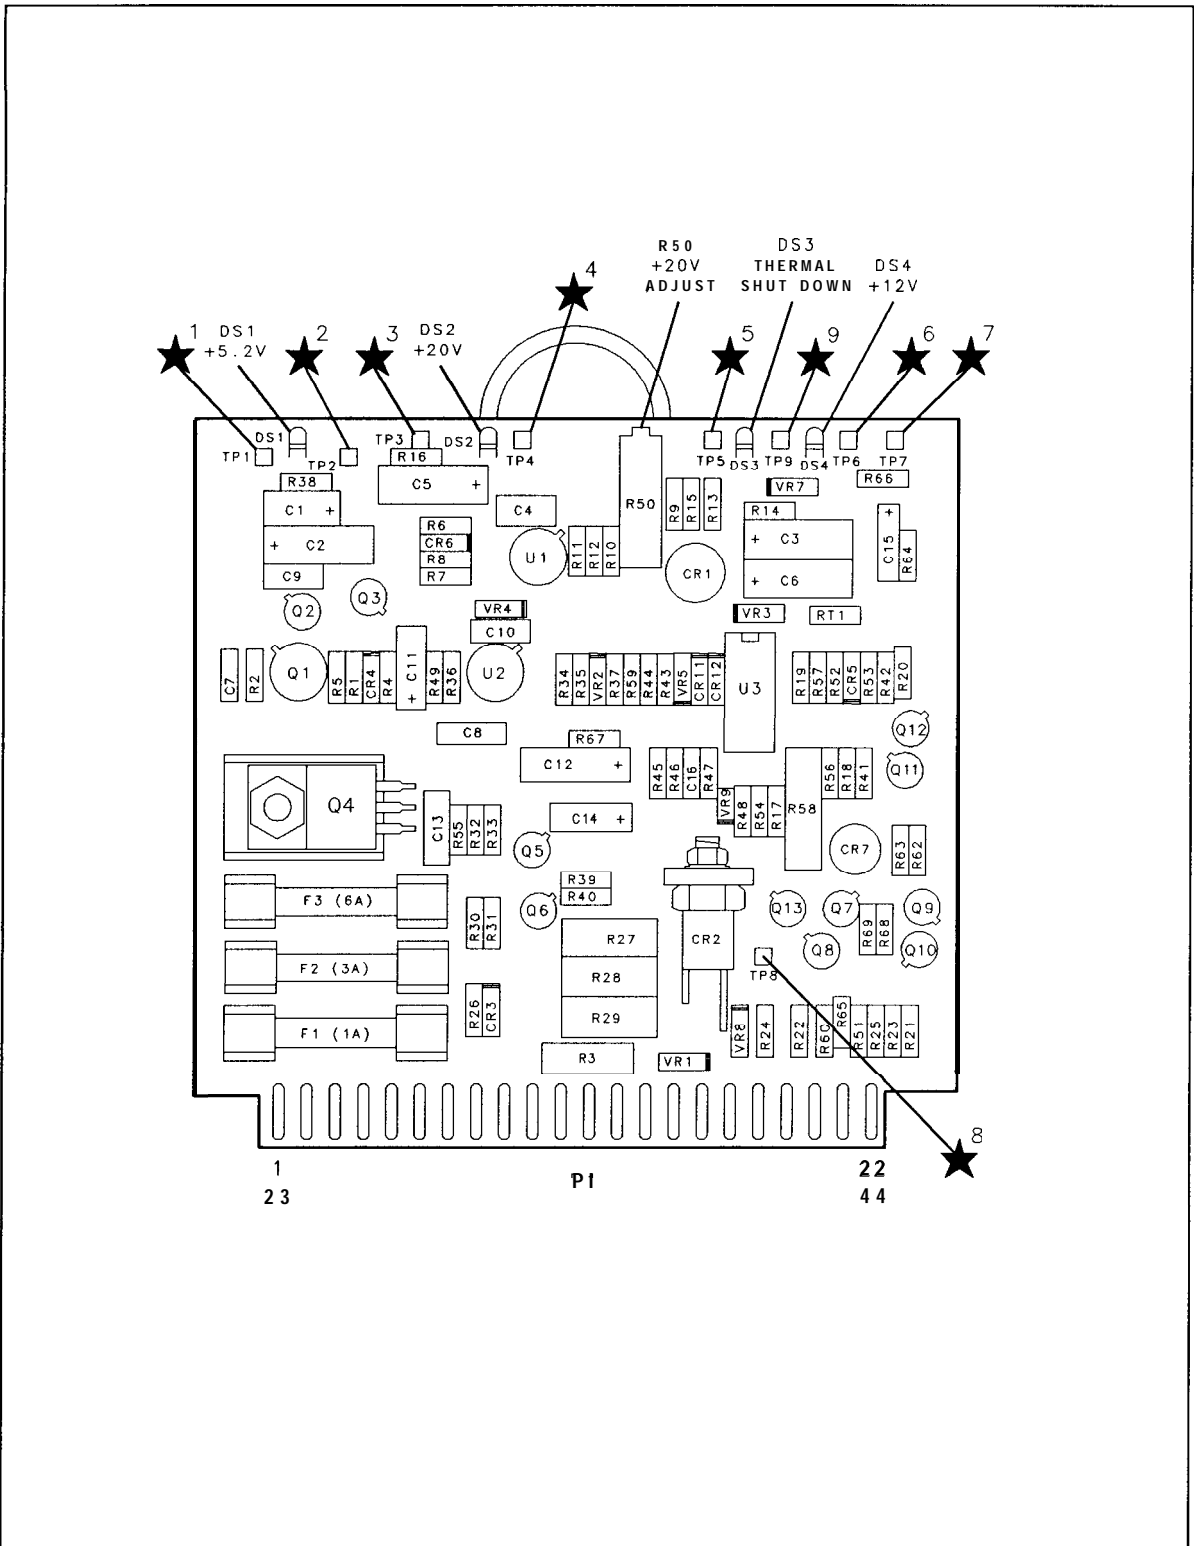 R50
+20V
ADJUST
DS3
THERMAL
SHUT DOWN
DS4
+12V
4
1
DS1
+5.2V
2
3
DS2
+20V
5
9
6
7
DS1
TP1
TP2
TP3
DS2
TP4
TP5
DS3
TP9
DS4
TP6
TP7
R38
R16
C5 +
C1 +
+ C2
C9
C4
R50
R9
R15
R13
VR7
R66
R14
+ C3
+ C6
+
C15
R64
R6
CR6
R8
R7
U1
R11
R12
R10
CR1
Q2
Q3
VR4
C10
VR3
RT1
C7
R2
Q1
R5
R1
CR4
R4
+ C11
R49
R36
U2
R34
R35
VR2
R37
R59
R44
R43
VR5
CR11
CR12
U3
R19
R57
R52
CR5
R53
R42
R20
C8
R67
C12 +
Q12
Q11
R45
R46
C16
R47
VR9
R48
R54
R17
R58
R56
R18
R41
Q4
C13
R55
R32
R33
C14 +
Q5
CR7
R63
R62
F3 (6A)
R39
R40
Q6
R30
R31
R27
R28
R29
CR2
Q13
Q7
Q9
Q8
R69
R68
Q10
TP8
F2 (3A)
F1 (1A)
R26
CR3
R3
VR1
VR8
R24
R22
R60
R65
R51
R25
R23
R21
8
1
23
P1
22
44